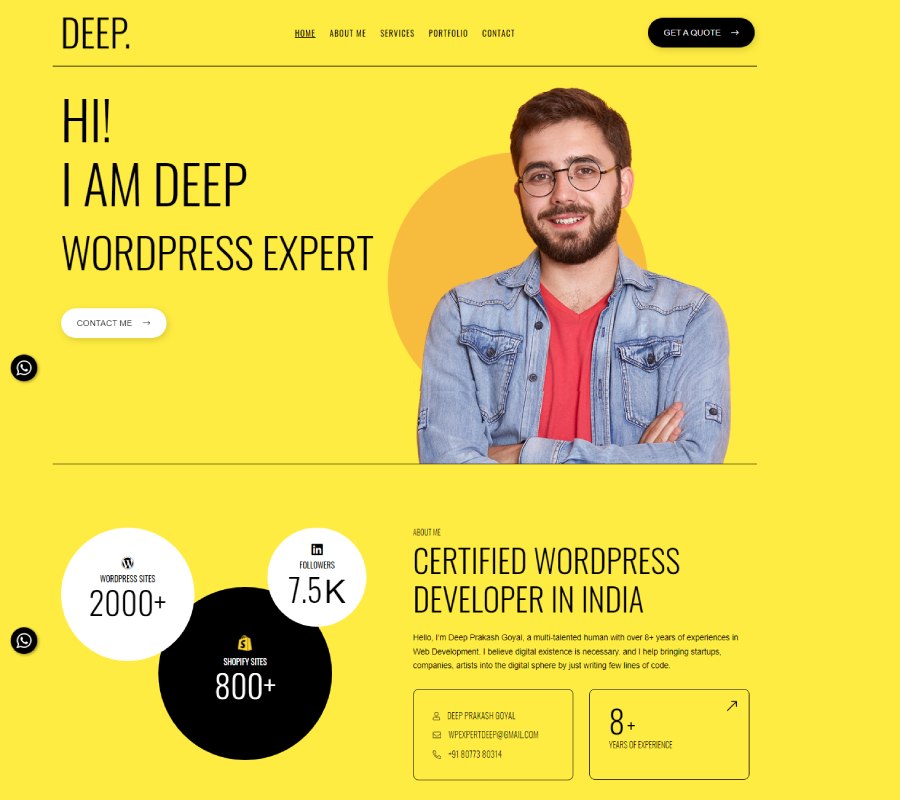 DEEP.
HOME ABOUT ME SERVICES PORTFOLIO CONTACT
GET A QUOTE
HI!
I AM DEEP
WORDPRESS EXPERT
CONTACT ME
WORDPRESS SITES
2000+
FOLLOWERS
7.5K
SHOPIFY SITES
800+
ABOUT ME
CERTIFIED WORDPRESS
DEVELOPER IN INDIA
Hello, I'm Deep Prakash Goyal, a multi-talented human with over 8+ years of experiences in
Web Development. I believe digital existence is necessary. and I help bringing startups,
companies, artists into the digital sphere by just writing few lines of code.
DEEP PRAKASH GOYAL
WPEXPERTDEEP@GMAIL.COM
+91 80773 80314
8+
YEARS OF EXPERIENCE